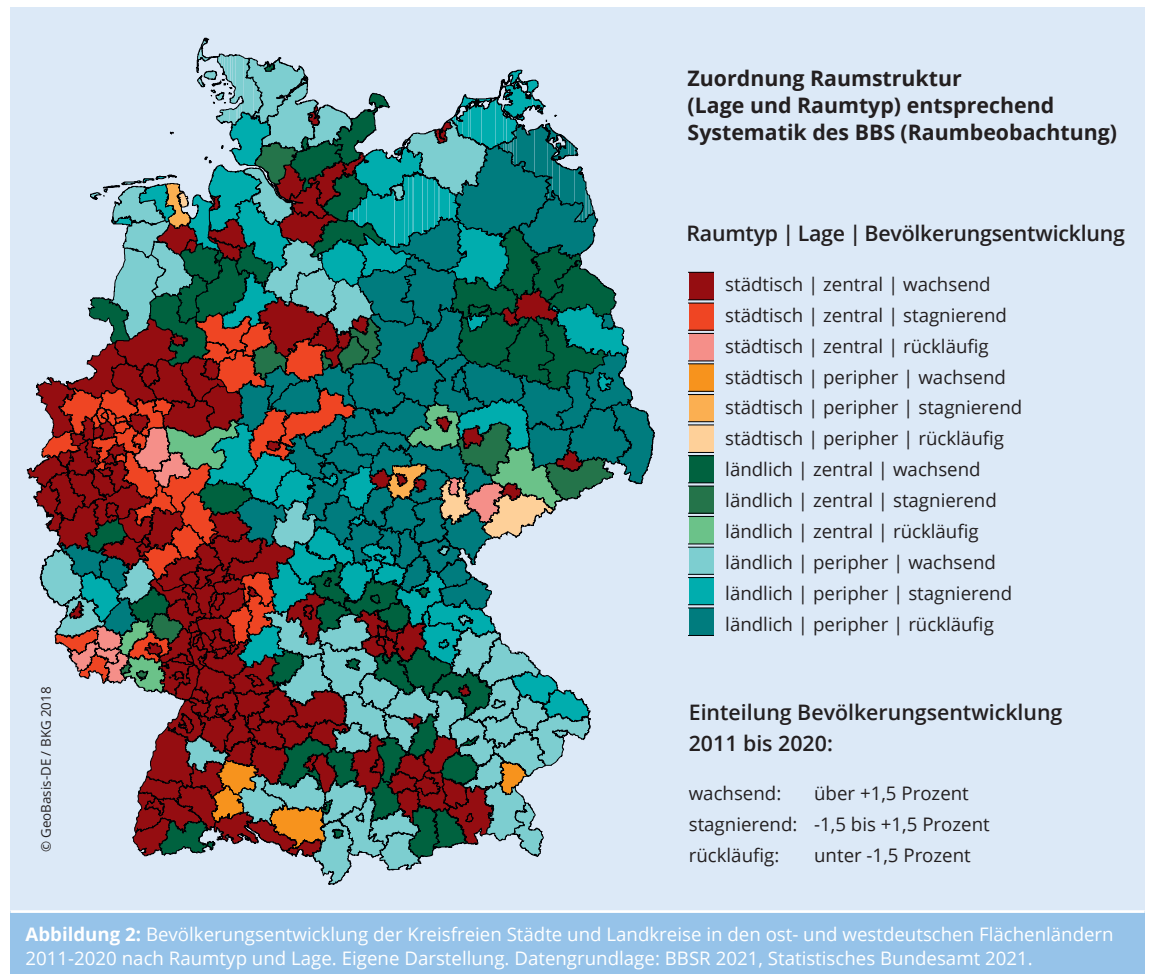 Zuordnung Raumstruktur
(Lage und Raumtyp) entsprechend
Systematik des BBS (Raumbeobachtung)
Raumtyp | Lage | Bevölkerungsentwicklung
städtisch | zentral | wachsend
städtisch | zentral | stagnierend
städtisch | zentral | rückläufig
städtisch | peripher | wachsend
städtisch | peripher | stagnierend
städtisch | peripher | rückläufig
ländlich | zentral | wachsend
ländlich | zentral | stagnierend
ländlich | zentral | rückläufig
ländlich | peripher | wachsend
ländlich | peripher | stagnierend
ländlich | peripher | rückläufig
Einteilung Bevölkerungsentwicklung
2011 bis 2020:
wachsend: über +1,5 Prozent
stagnierend: -1,5 bis +1,5 Prozent
rückläufig: unter -1,5 Prozent
© GeoBasis-DE / BKG 2018
Abbildung 2: Bevölkerungsentwicklung der Kreisfreien Städte und Landkreise in den ost- und westdeutschen Flächenländern
2011-2020 nach Raumtyp und Lage. Eigene Darstellung. Datengrundlage: BBSR 2021, Statistisches Bundesamt 2021.